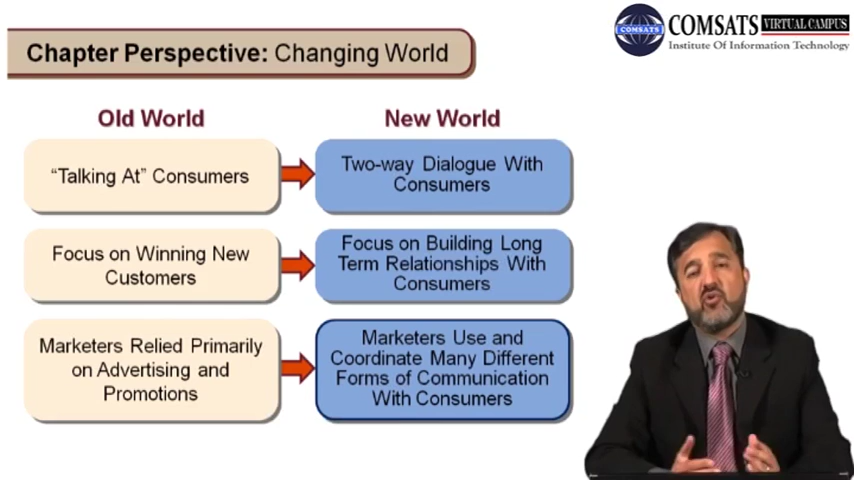 COMSATS
COMSATS VIRTUAL CAMPUS
Institute Of Information Technology
Chapter Perspective: Changing World
Old World
New World
“Talking At” Consumers
Two-way Dialogue With
Consumers
Focus on Winning New
Customers
Focus on Building Long
Term Relationships With
Consumers
Marketers Relied Primarily
on Advertising and
Promotions
Marketers Use and
Coordinate Many Different
Forms of Communication
With Consumers